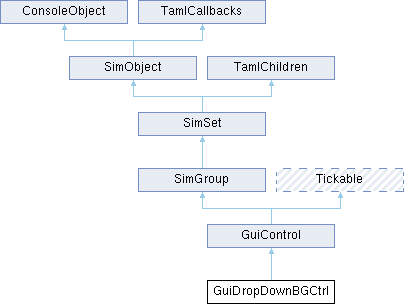 ConsoleObject TamlCallbacks
SimObject TamlChildren
SimSet
SimGroup Tickable
GuiControl
GuiDropDownBGCtrl